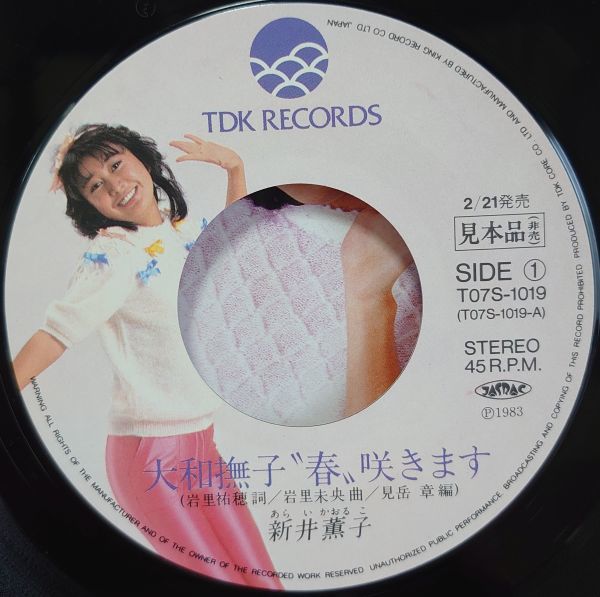 TDK RECORDS
2/21発売
見本品(非売)
SIDE ①
T07S-1019
(T07S-1019-A)
STEREO
45 R.P.M.
JASRAC
Ⓟ1983
大和撫子〝春〟咲きます
(岩里祐穂詞/岩里未央曲/見岳 章編)
あらいかおるこ
新井薫子
WARNING ALL RIGHTS OF THE MANUFACTURER AND OF THE OWNER OF THE RECORDED WORK RESERVED UNAUTHORIZED PUBLIC PERFORMANCE BROADCASTING AND COPYING OF THIS RECORD PROHIBITED PRODUCED BY TDK CORE CO LTD AND MANUFACTURED BY KING RECORD CO LTD JAPAN